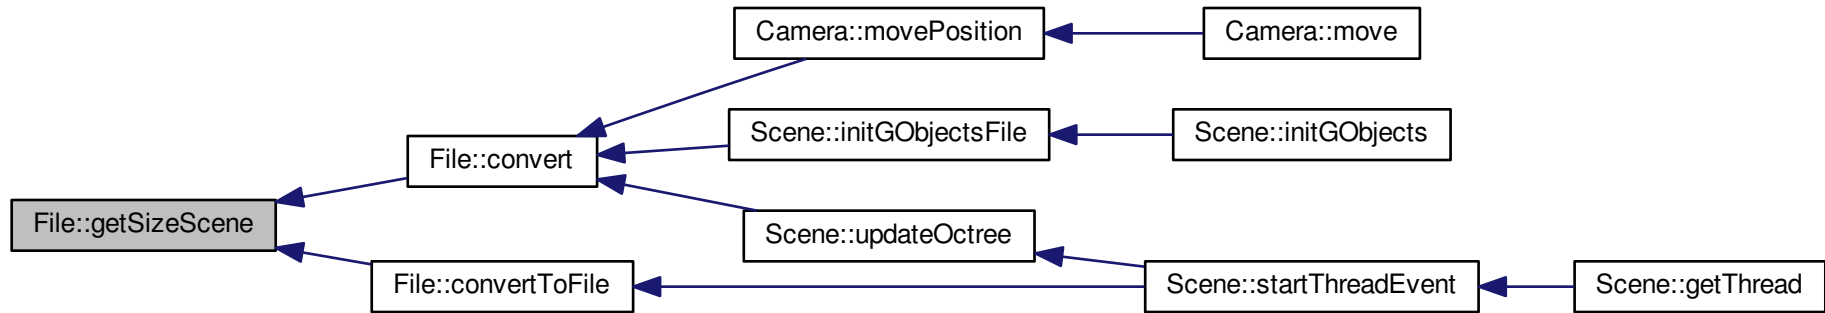 Camera::movePosition
Camera::move
Scene::initGObjectsFile
Scene::initGObjects
File::convert
File::getSizeScene
Scene::updateOctree
File::convertToFile
Scene::startThreadEvent
Scene::getThread